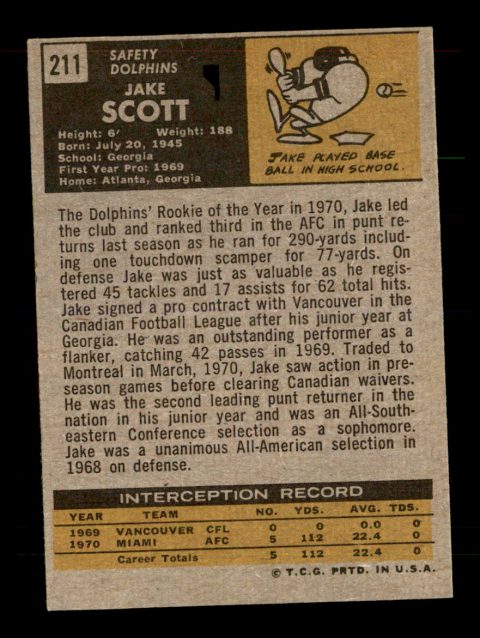 211
SAFETY
DOLPHINS
JAKE
SCOTT
Height: 6' Weight: 188
Born: July 20, 1945
School: Georgia
First Year Pro: 1969
Home: Atlanta, Georgia
JAKE PLAYED BASE
BALL IN HIGH SCHOOL.
The Dolphins' Rookie of the Year in 1970, Jake led
the club and ranked third in the AFC in punt re-
turns last season as he ran for 290-yards includ-
ing one touchdown scamper for 77-yards. On
defense Jake was just as valuable as he regis-
tered 45 tackles and 17 assists for 62 total hits.
Jake signed a pro contract with Vancouver in the
Canadian Football League after his junior year at
Georgia. He was an outstanding performer as a
flanker, catching 42 passes in 1969. Traded to
Montreal in March, 1970, Jake saw action in pre-
season games before clearing Canadian waivers.
He was the second leading punt returner in the
nation in his junior year and was an All-South-
eastern Conference selection as a sophomore.
Jake was a unanimous All-American selection in
1968 on defense.
INTERCEPTION RECORD
YEAR TEAM NO. YDS. AVG. TDS.
1969 VANCOUVER CFL 0 0 0.0 0
1970 MIAMI AFC 5 112 22.4 0
Career Totals 5 112 22.4 0
© T.C.G. PRTD. IN U.S.A.